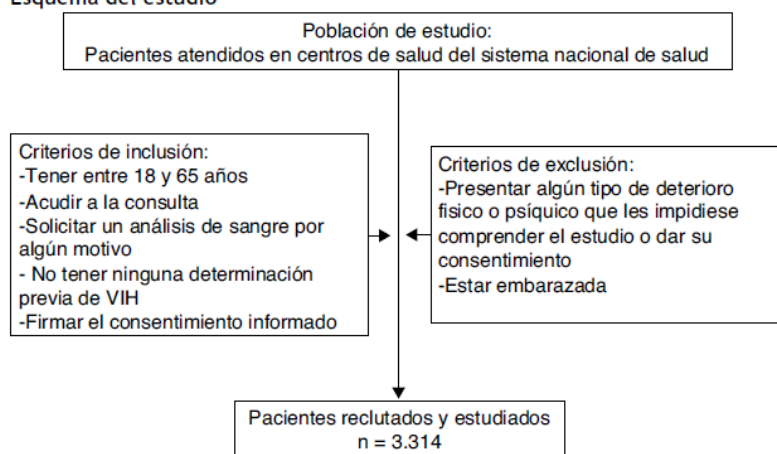 Esquema del estudio
Población de estudio:
Pacientes atendidos en centros de salud del sistema nacional de salud
Criterios de inclusión:
-Tener entre 18 y 65 años
-Acudir a la consulta
-Solicitar un análisis de sangre por
algún motivo
- No tener ninguna determinación
previa de VIH
-Firmar el consentimiento informado
Criterios de exclusión:
-Presentar algún tipo de deterioro
fisico o psíquico que les impidiese
comprender el estudio o dar su
consentimiento
-Estar embarazada
Pacientes reclutados y estudiados
n = 3.314